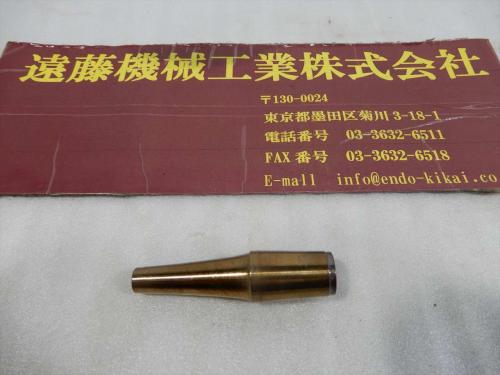 遠藤機械工業株式会社
〒130-0024
東京都墨田区菊川 3-18-1
電話番号 03-3632-6511
FAX 番号 03-3632-6518
E-mall info@endo-kikai.co